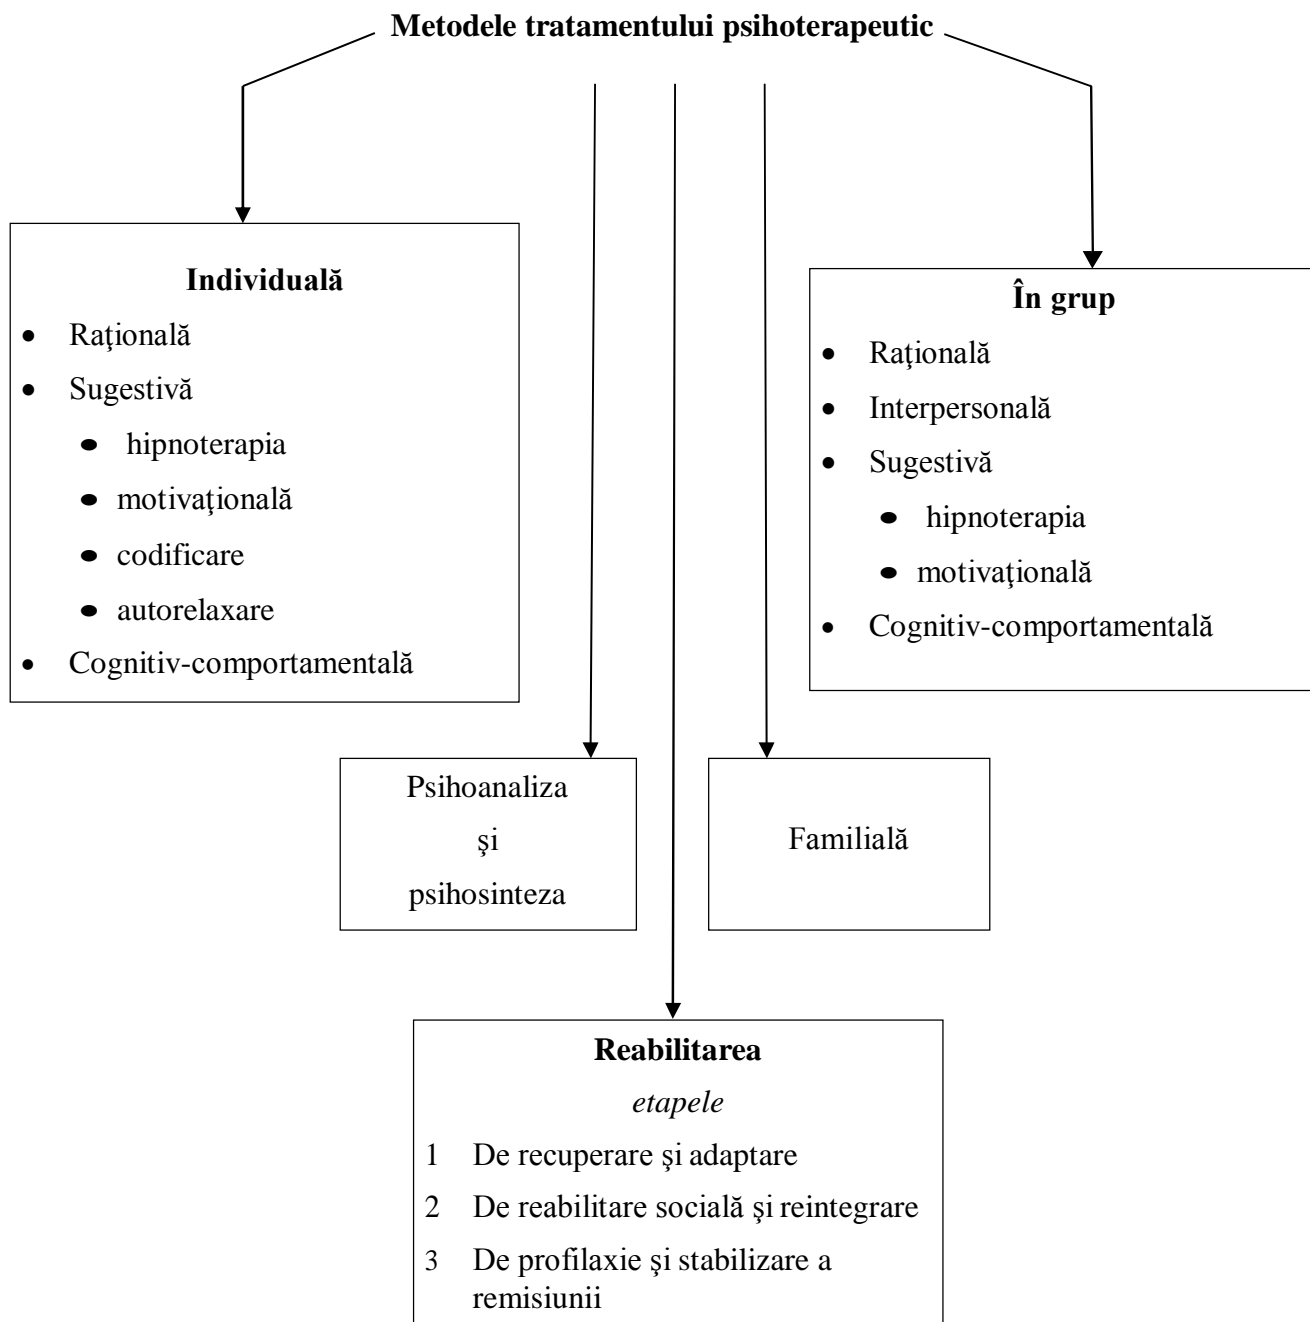 Metodele tratamentului psihoterapeutic
Individuală
• Raţională
• Sugestivă
• hipnoterapia
• motivaţională
• codificare
• autorelaxare
• Cognitiv-comportamentală
În grup
• Raţională
• Interpersonală
• Sugestivă
• hipnoterapia
• motivaţională
• Cognitiv-comportamentală
Psihoanaliza
şi
psihosinteza
Familială
Reabilitarea
etapele
1 De recuperare şi adaptare
2 De reabilitare socială şi reintegrare
3 De profilaxie şi stabilizare a
remisiunii